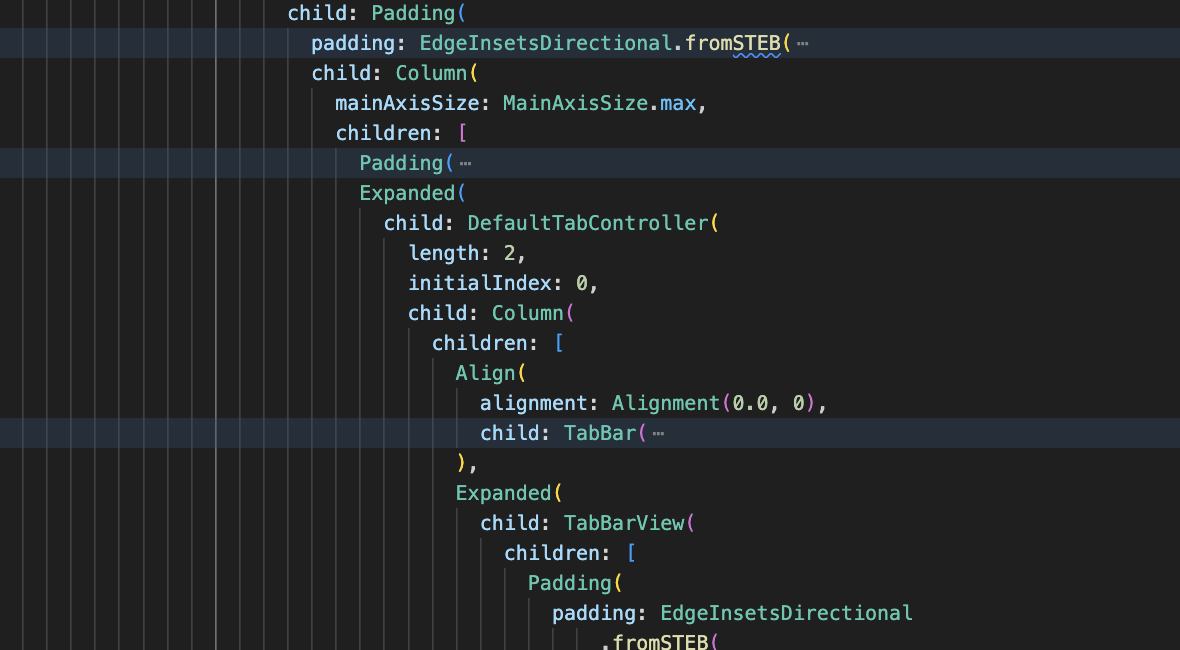 child: Padding(
padding: EdgeInsetsDirectional.fromSTEB( ⋯
child: Column(
mainAxisSize: MainAxisSize.max,
children: [
Padding( ⋯
Expanded(
child: DefaultTabController(
length: 2,
initialIndex: 0,
child: Column(
children: [
Align(
alignment: Alignment(0.0, 0),
child: TabBar( ⋯
),
Expanded(
child: TabBarView(
children: [
Padding(
padding: EdgeInsetsDirectional
.fromSTEB(